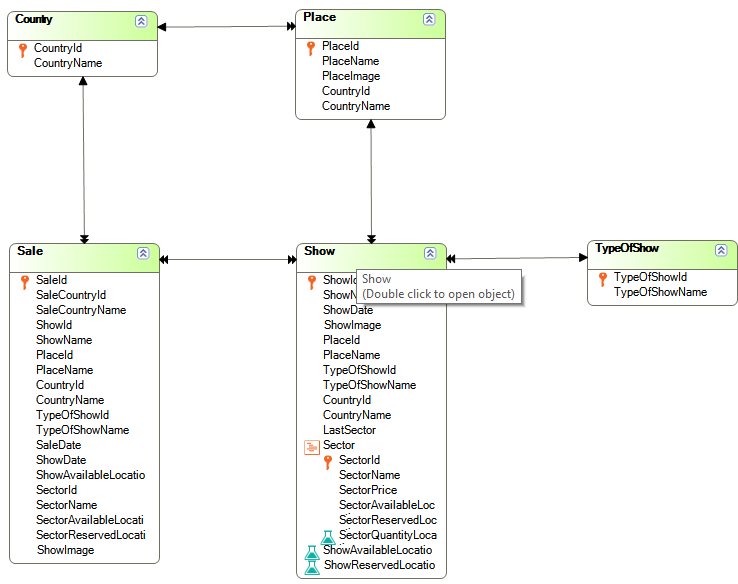 Country
CountryId
CountryName
Place
PlaceId
PlaceName
PlaceImage
CountryId
CountryName
Sale
SaleId
SaleCountryId
SaleCountryName
ShowId
ShowName
PlaceId
PlaceName
CountryId
CountryName
TypeOfShowId
TypeOfShowName
SaleDate
ShowDate
ShowAvailableLocatio
SectorId
SectorName
SectorAvailableLocati
SectorReservedLocati
ShowImage
Show
Show
(Double click to open object)
ShowDate
ShowImage
PlaceId
PlaceName
TypeOfShowId
TypeOfShowName
CountryId
CountryName
LastSector
Sector
SectorId
SectorName
SectorPrice
SectorAvailableLoc
SectorReservedLoc
SectorQuantityLoca
ShowAvailableLocatio
ShowReservedLocatio
TypeOfShow
TypeOfShowId
TypeOfShowName